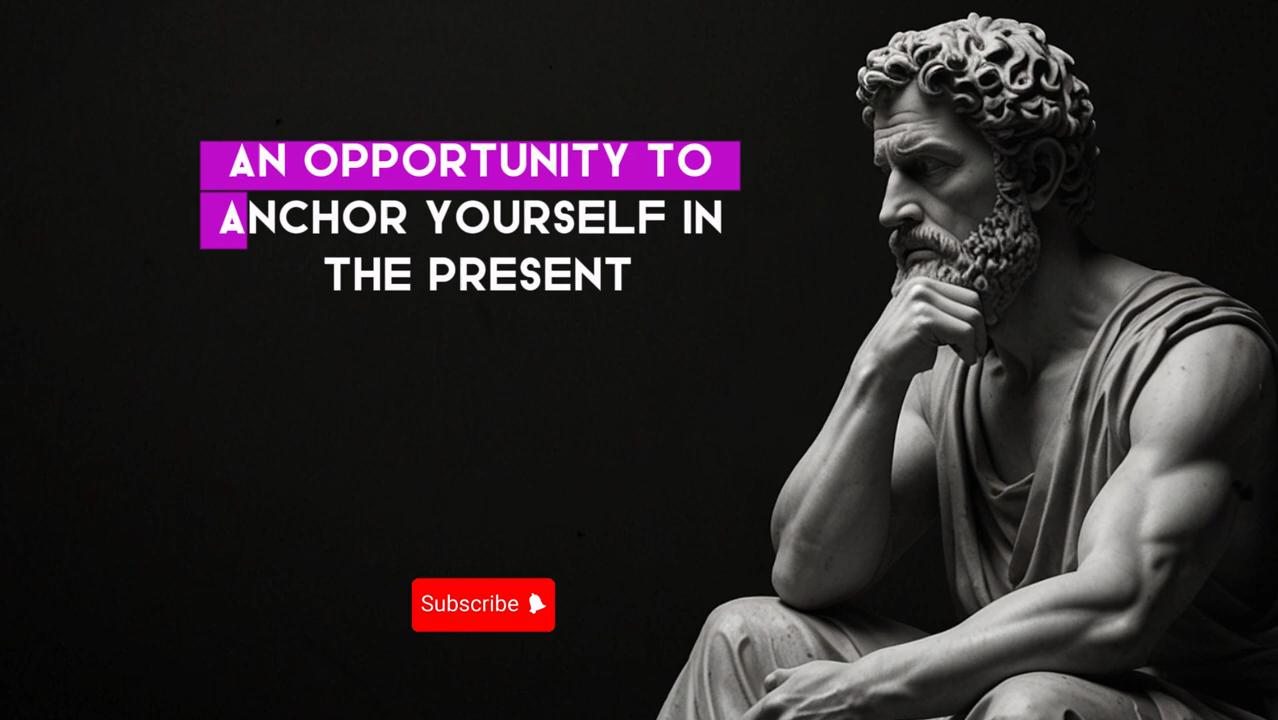 AN OPPORTUNITY TO
ANCHOR YOURSELF IN
THE PRESENT
Subscribe